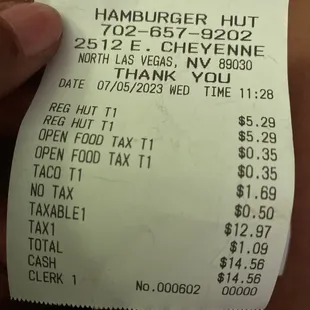 HAMBURGER HUT
702-657-9202
2512 E. CHEYENNE
NORTH LAS VEGAS, NV 89030
THANK YOU
DATE 07/05/2023 WED TIME 11:28
REG HUT T1 $5.29
REG HUT T1 $5.29
OPEN FOOD TAX T1 $0.35
OPEN FOOD TAX T1 $0.35
TACO T1 $1.69
NO TAX $0.50
TAXABLE1 $12.97
TAX1 $1.09
TOTAL $14.56
CASH $14.56
CLERK 1 No.000602 00000